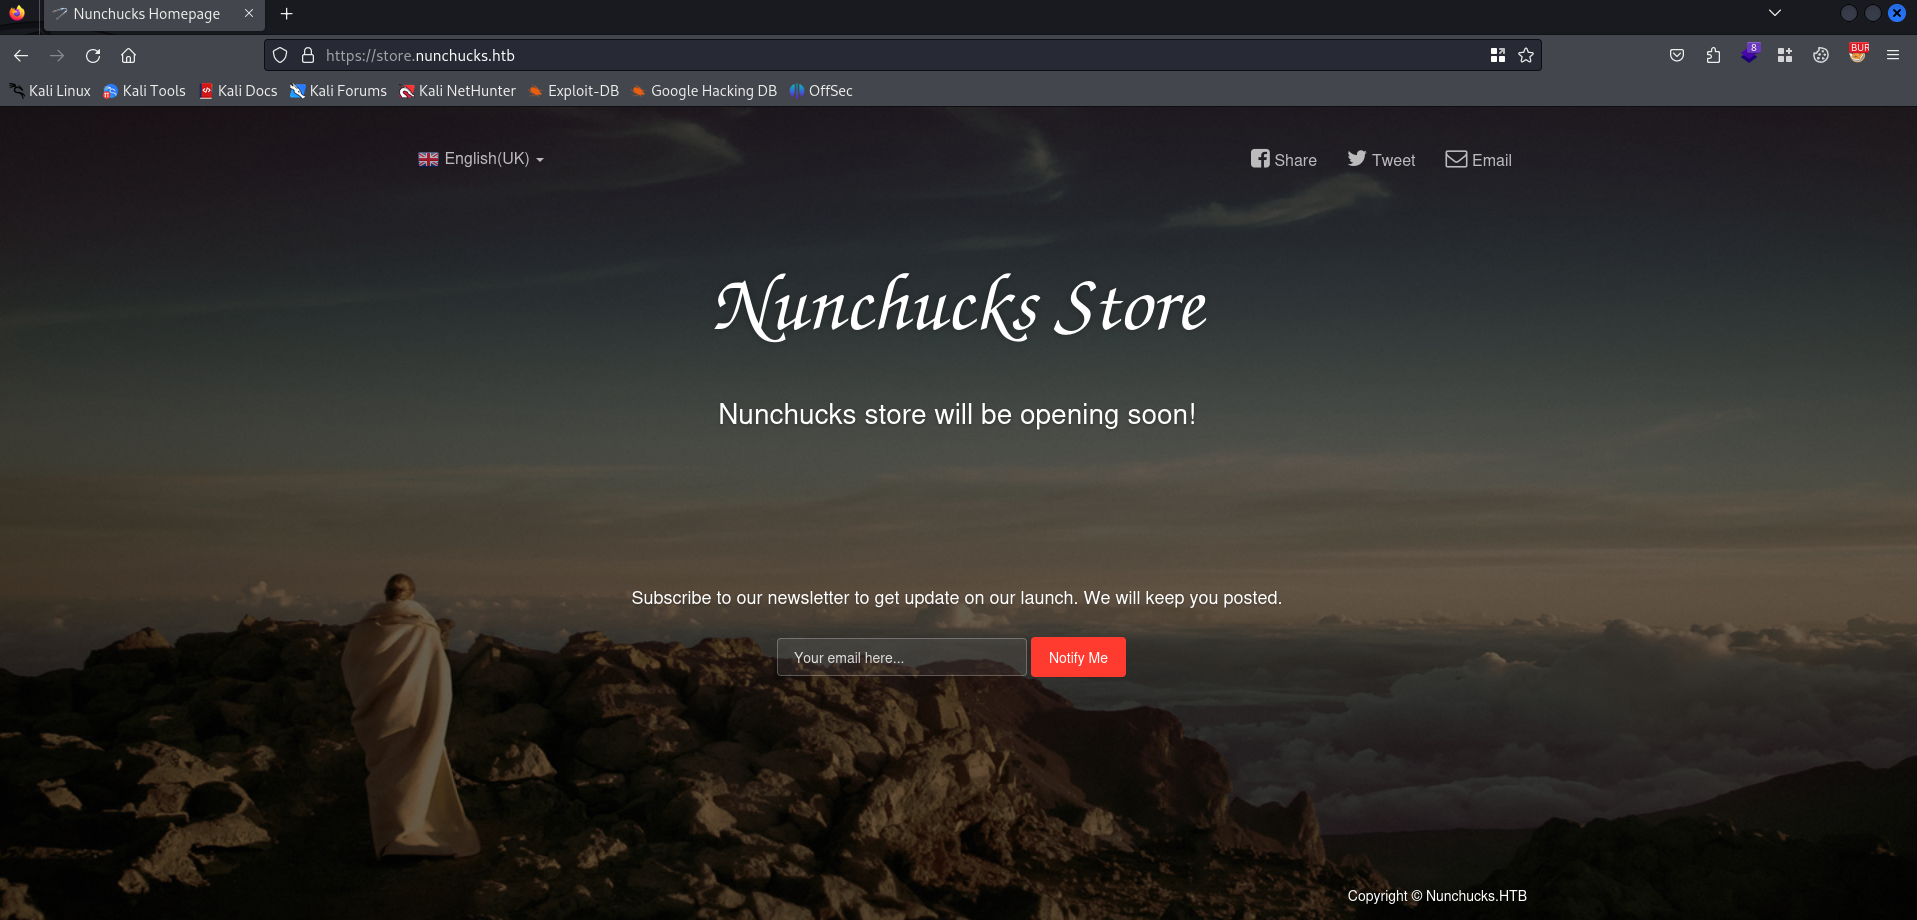 Nunchucks Homepage
https://store.nunchucks.htb
8
BUR
Kali Linux Kali Tools Kali Docs Kali Forums Kali NetHunter Exploit-DB Google Hacking DB OffSec
English(UK) Share Tweet Email
Nunchucks Store
Nunchucks store will be opening soon!
Subscribe to our newsletter to get update on our launch. We will keep you posted.
Your email here... Notify Me
Copyright © Nunchucks.HTB